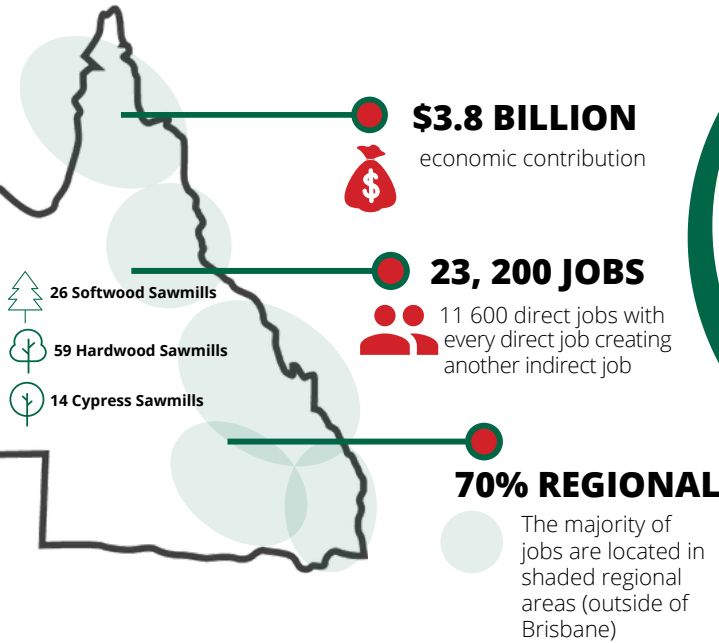 $3.8 BILLION
economic contribution
$
23, 200 JOBS
11 600 direct jobs with
every direct job creating
another indirect job
26 Softwood Sawmills
59 Hardwood Sawmills
14 Cypress Sawmills
70% REGIONAL
The majority of
jobs are located in
shaded regional
areas (outside of
Brisbane)